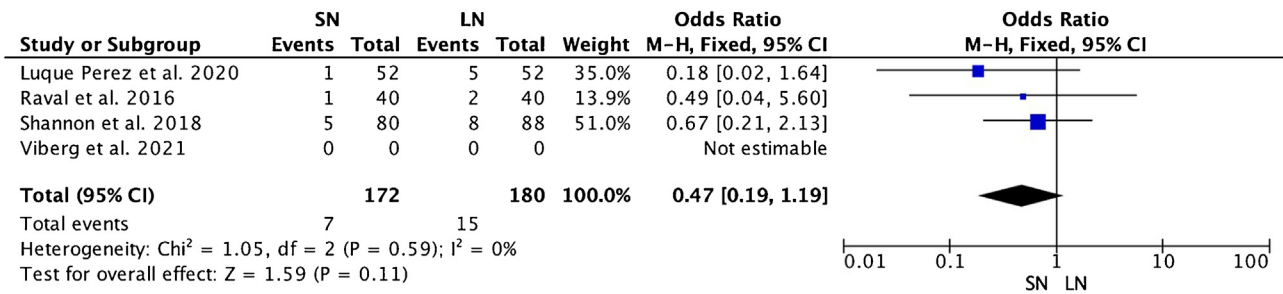 SN LN Odds Ratio Odds Ratio
Study or Subgroup Events Total Events Total Weight M-H, Fixed, 95% CI M-H, Fixed, 95% CI
Luque Perez et al. 2020 1 52 5 52 35.0% 0.18 [0.02, 1.64]
Raval et al. 2016 1 40 2 40 13.9% 0.49 [0.04, 5.60]
Shannon et al. 2018 5 80 8 88 51.0% 0.67 [0.21, 2.13]
Viberg et al. 2021 0 0 0 0 Not estimable
Total (95% CI) 172 180 100.0% 0.47 [0.19, 1.19]
Total events 7 15
Heterogeneity: Chi² = 1.05, df = 2 (P = 0.59); I² = 0%
Test for overall effect: Z = 1.59 (P = 0.11)
0.01 0.1 1 10 100
SN LN